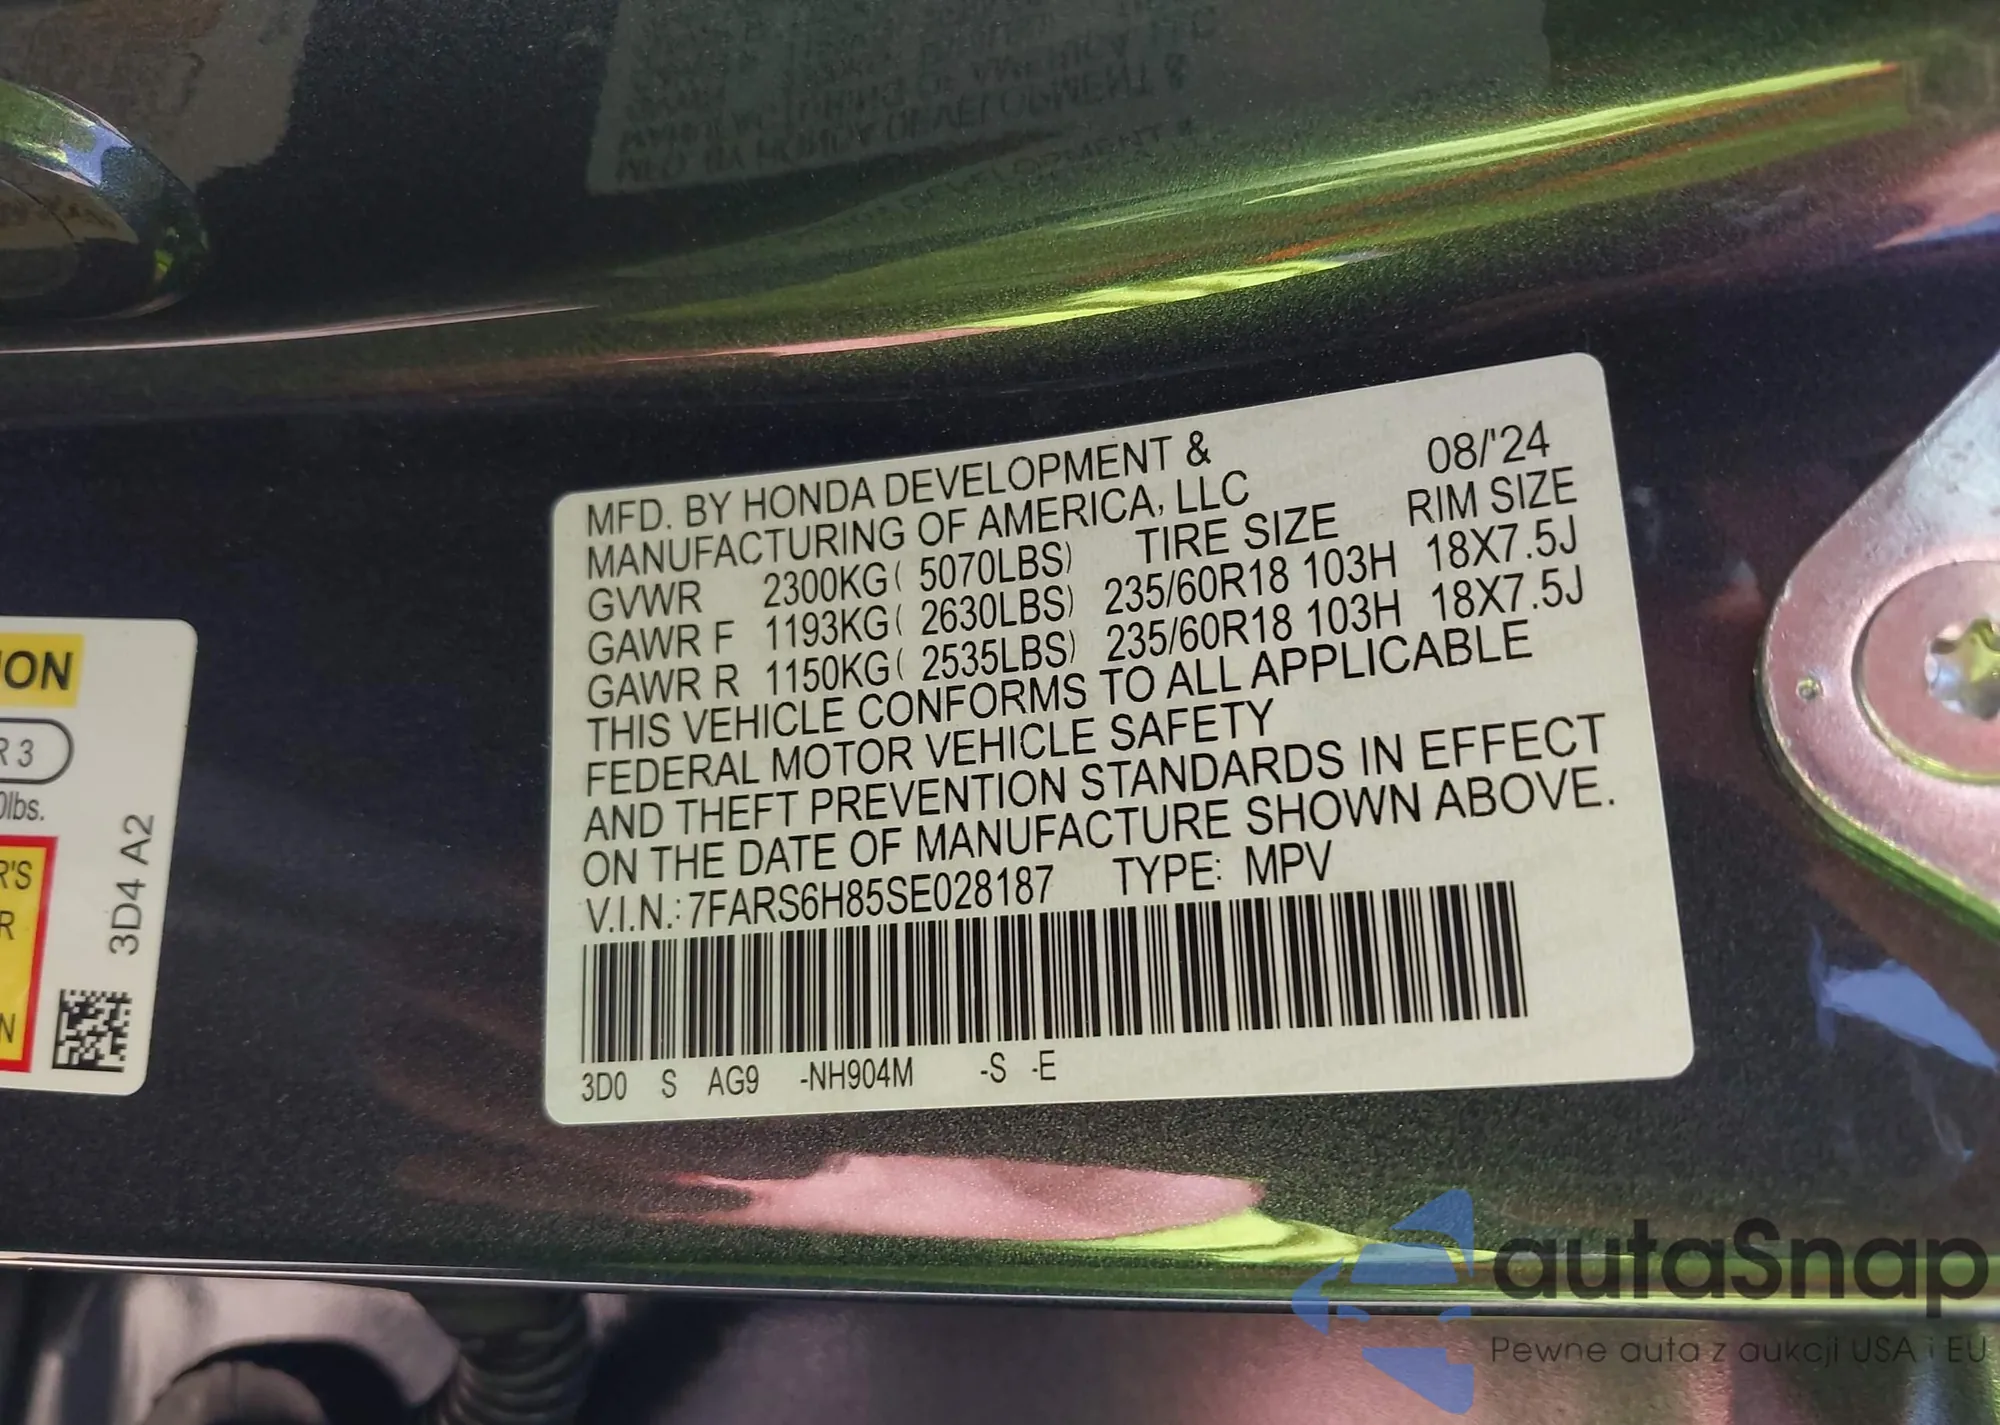 MFD. BY HONDA DEVELOPMENT &
MANUFACTURING OF AMERICA, LLC 08/'24
TIRE SIZE RIM SIZE
GVWR 2300KG( 5070LBS)
GAWR F 1193KG( 2630LBS) 235/60R18 103H 18X7.5J
GAWR R 1150KG( 2535LBS) 235/60R18 103H 18X7.5J
THIS VEHICLE CONFORMS TO ALL APPLICABLE
FEDERAL MOTOR VEHICLE SAFETY
AND THEFT PREVENTION STANDARDS IN EFFECT
ON THE DATE OF MANUFACTURE SHOWN ABOVE.
V.I.N.: 7FARS6H85SE028187 TYPE: MPV
3D0 S AG9 -NH904M -S -E
ION
R 3
0lbs.
R'S
R
N
3D4 A2
autaSnap
Pewne auta z aukcji USA i EU